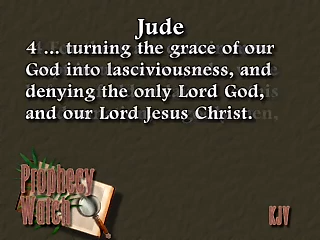 Jude
4 ... turning the grace of our
God into lasciviousness, and
denying the only Lord God,
and our Lord Jesus Christ.
Prophecy
Watch
KJV